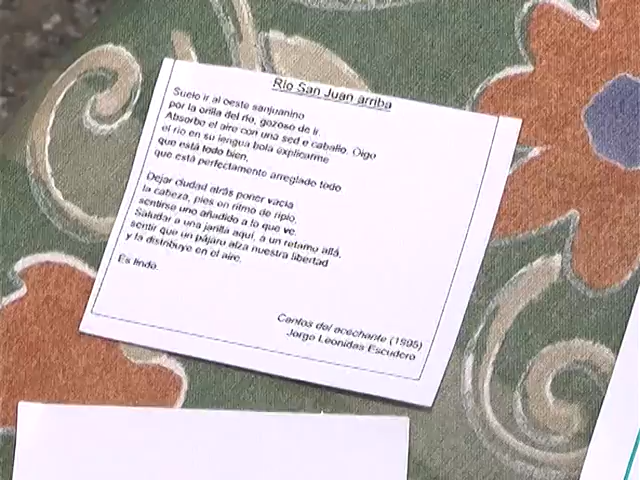 Río San Juan arriba
Suelo ir al oeste sanjuanino
por la orilla del río, gozoso de ir.
Absorbo el aire con una sed e caballo. Oigo
el río en su lengua bola explicarme
que está todo bien,
que está perfectamente arreglado todo
Dejar ciudad atrás poner vacía
la cabeza, pies en ritmo de ripio,
sentirse uno añadido a lo que ve.
Saludar a una jarilla aquí, a un retamo allá,
sentir que un pájaro alza nuestra libertad
y la distribuye en el aire.
Es lindo.
Cantos del acechante (1995)
Jorge Leonidas Escudero